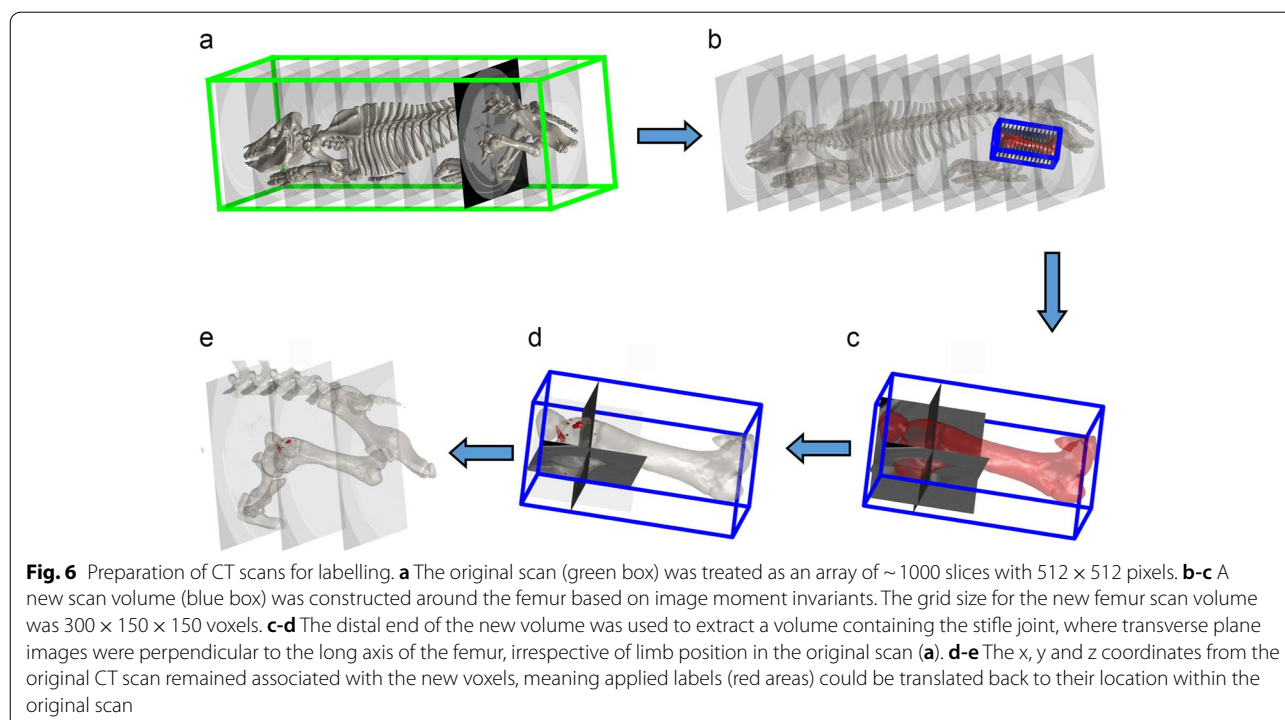 a
b
c
d
e
Fig. 6 Preparation of CT scans for labelling. a The original scan (green box) was treated as an array of ~ 1000 slices with 512 × 512 pixels. b-c A
new scan volume (blue box) was constructed around the femur based on image moment invariants. The grid size for the new femur scan volume
was 300 × 150 × 150 voxels. c-d The distal end of the new volume was used to extract a volume containing the stifle joint, where transverse plane
images were perpendicular to the long axis of the femur, irrespective of limb position in the original scan (a). d-e The x, y and z coordinates from the
original CT scan remained associated with the new voxels, meaning applied labels (red areas) could be translated back to their location within the
original scan